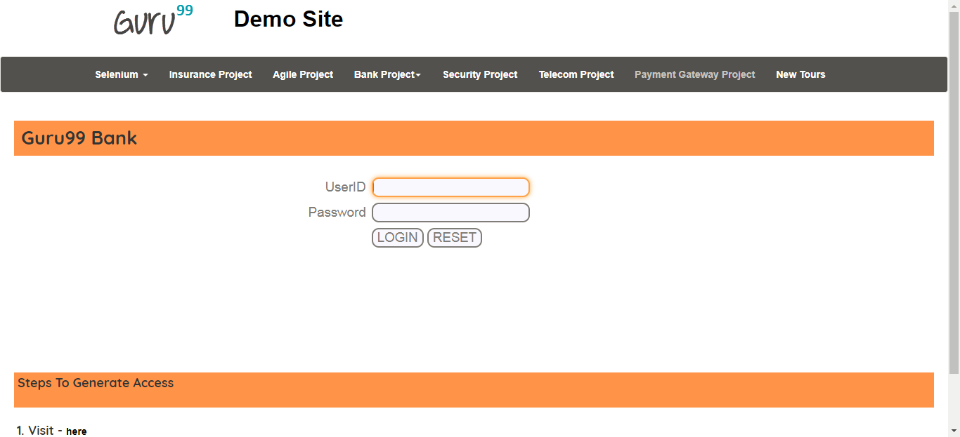 Guru99 Demo Site
Selenium Insurance Project Agile Project Bank Project Security Project Telecom Project Payment Gateway Project New Tours
Guru99 Bank
UserID
Password
LOGIN RESET
Steps To Generate Access
1. Visit - here